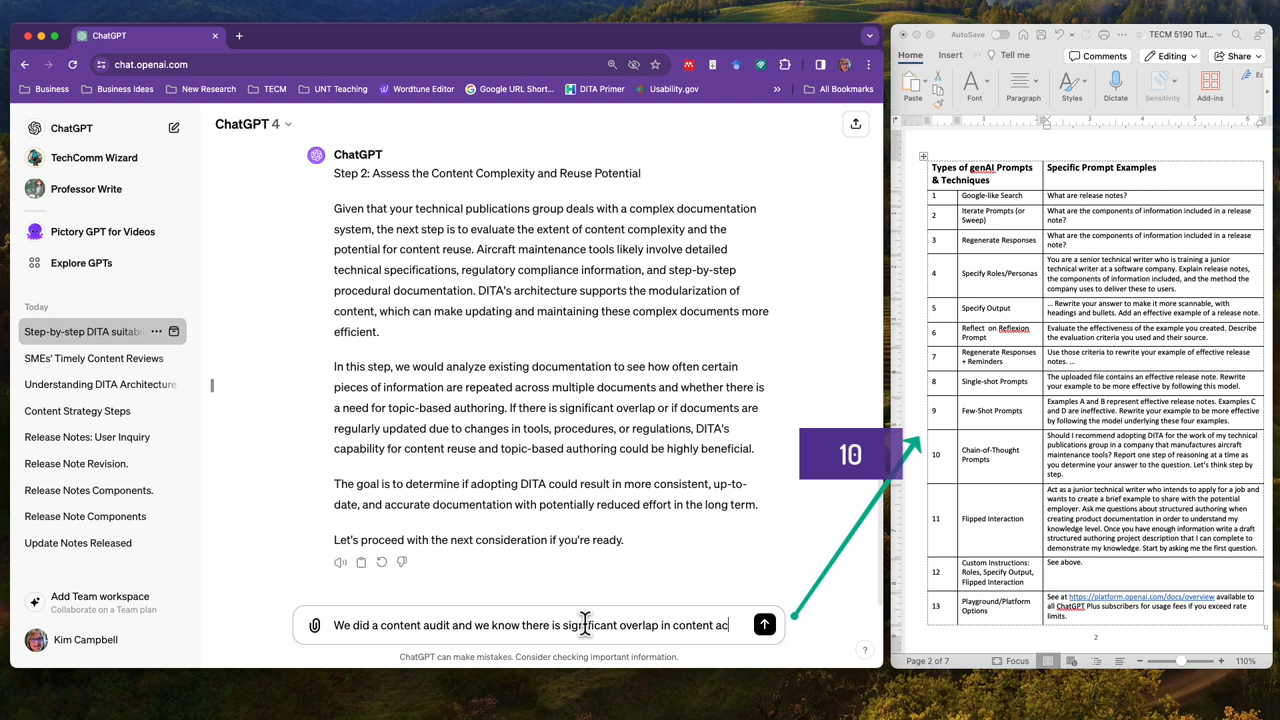 ChatGPT
chat.openai.com
Business
Business Ideas
New Research
TECM
AI Teaching
Wordtune Editor
Google URL Short...
DITA Primer
Usability.gov
»
All Bookmarks
ChatGPT
TechComm Wizard
Professor Write
Pictory GPT for Videos
Explore GPTs
Today
Step-by-step DITA suitabi
SMEs' Timely Content Reviews
Understanding DITA Architecture
Content Strategy Steps
Release Notes: User Inquiry
Release Note Revision.
Release Notes Components.
Release Note Components
Update Notes Released
Add Team workspace
Collaborate on a Team plan
Kim Campbell
ChatGPT 4
ChatGPT
Step 2: Assess the Content Complexity and Reuse Potential
Given that your technical publications group deals with a complex documentation
the next step is to evaluate the extent of content complexity and the
potential for content reuse. Aircraft maintenance tools likely involve detailed
technical specifications, regulatory compliance information, and step-by-step
procedural documentation. DITA's architecture supports the modularization of
content, which can make updating and maintaining these complex documents more
efficient.
In this step, we would analyze existing documentation to see how often certain
pieces of information are repeated across multiple documents and whether there is
a need for topic-based authoring. If there is significant overlap or if documents are
regularly updated due to changes in tools, procedures, or regulations, DITA's
capability for content reuse and topic-based authoring could be highly beneficial.
The goal is to determine if adopting DITA could result in more consistent, up-to-
date, and accurate documentation with potentially reduced effort in the long term.
Let's proceed with the next consideration if you're ready.
We did a content audit and we know there is significant overlap in content ac
ChatGPT can make mistakes. Consider checking important information.
?
10
AutoSave
TECM 5190 Tut...
Home
Insert
Tell me
Comments
Editing
Share
Paste
Font
Paragraph
Styles
Dictate
Sensitivity
Add-ins
Types of genAI Prompts & Techniques
Specific Prompt Examples
1 Google-like Search What are release notes?
2 Iterate Prompts (or Sweep) What are the components of information included in a release note?
3 Regenerate Responses What are the components of information included in a release note?
4 Specify Roles/Personas You are a senior technical writer who is training a junior technical writer at a software company. Explain release notes, the components of information included, and the method the company uses to deliver these to users.
5 Specify Output ... Rewrite your answer to make it more scannable, with headings and bullets. Add an effective example of a release note.
6 Reflect on Reflexion Prompt Evaluate the effectiveness of the example you created. Describe the evaluation criteria you used and their source.
7 Regenerate Responses + Reminders Use those criteria to rewrite your example of effective release notes. ...
8 Single-shot Prompts The uploaded file contains an effective release note. Rewrite your example to be more effective by following this model.
9 Few-Shot Prompts Examples A and B represent effective release notes. Examples C and D are ineffective. Rewrite your example to be more effective by following the model underlying these four examples.
10 Chain-of-Thought Prompts Should I recommend adopting DITA for the work of my technical publications group in a company that manufactures aircraft maintenance tools? Report one step of reasoning at a time as you determine your answer to the question. Let's think step by step.
11 Flipped Interaction Act as a junior technical writer who intends to apply for a job and wants to create a brief example to share with the potential employer. Ask me questions about structured authoring when creating product documentation in order to understand my knowledge level. Once you have enough information write a draft structured authoring project description that I can complete to demonstrate my knowledge. Start by asking me the first question.
12 Custom Instructions: Roles, Specify Output, Flipped Interaction See above.
13 Playground/Platform Options See at https://platform.openai.com/docs/overview available to all ChatGPT Plus subscribers for usage fees if you exceed rate limits.
2
Page 2 of 7
Focus
110%